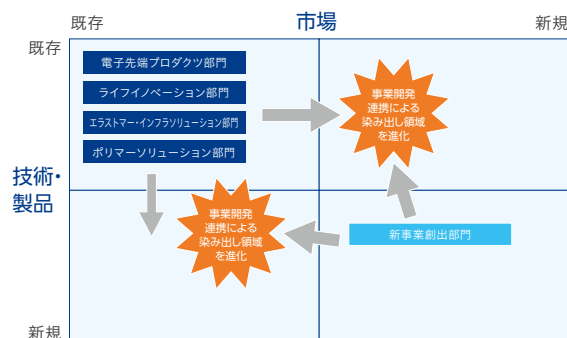 既存
市場
新規
既存
電子先端プロダクツ部門
ライフイノベーション部門
エラストマー・インフラソリューション部門
ポリマーソリューション部門
事業開発
連携による
染み出し領域
を進化
技術・
製品
事業開発
連携による
染み出し領域
を進化
新事業創出部門
新規